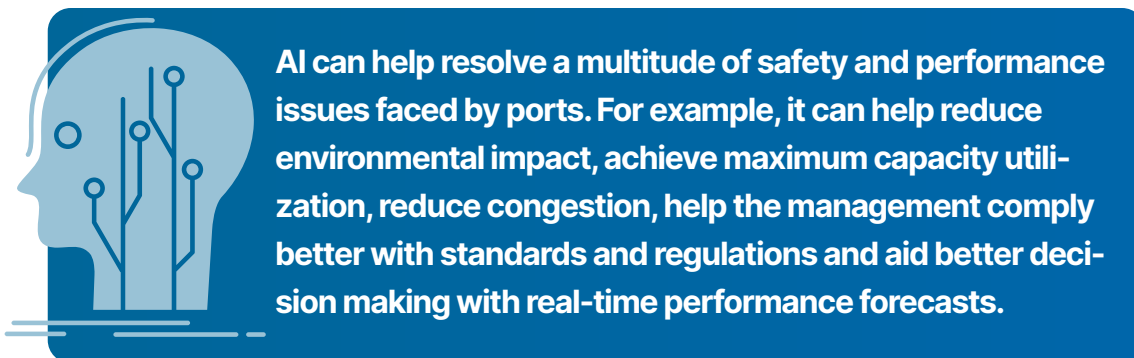 AI can help resolve a multitude of safety and performance
issues faced by ports. For example, it can help reduce
environmental impact, achieve maximum capacity utili-
zation, reduce congestion, help the management comply
better with standards and regulations and aid better deci-
sion making with real-time performance forecasts.